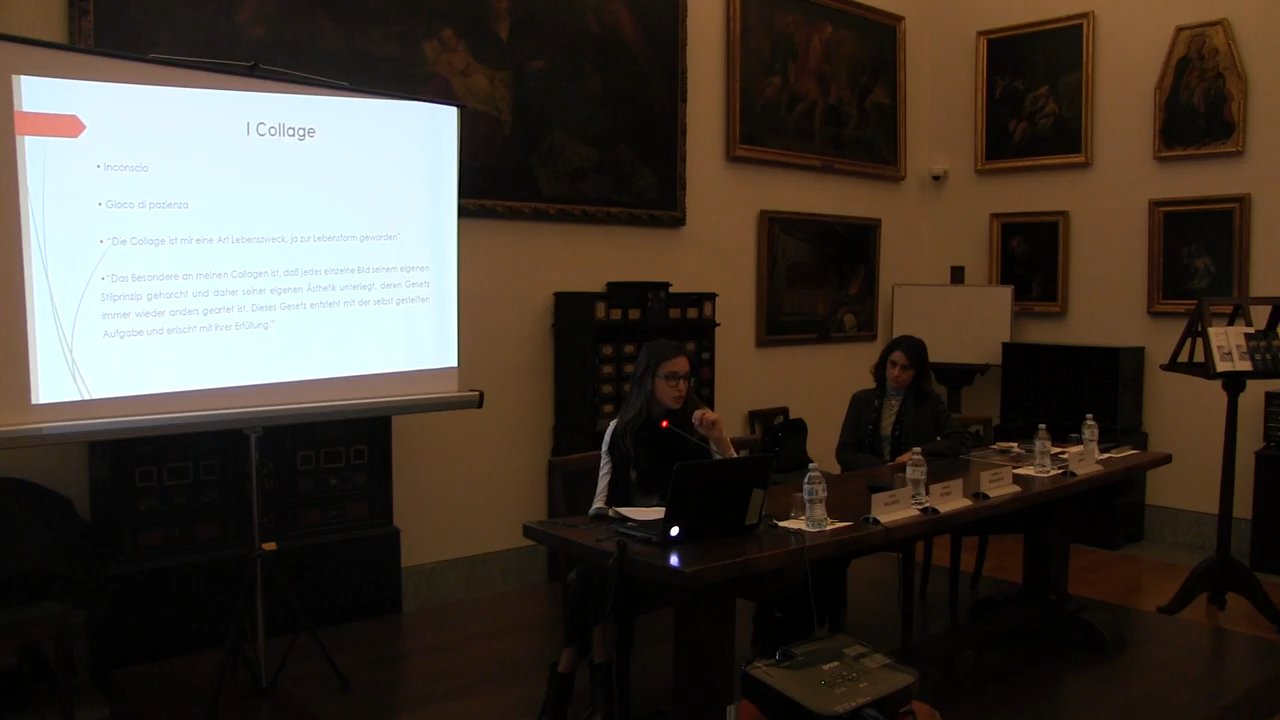 I Collage
• Inconscio
• Gioco di pazienza
• "Die Collage ist mir eine Art Lebenszweck, ja zur Lebensform geworden"
• "Das Besondere an meinen Collagen ist, daß jedes einzelne Bild seinem eigenen
Stilprinzip gehorcht und daher seiner eigenen Ästhetik unterliegt, deren Gesetz
immer wieder anders geartet ist. Dieses Gesetz entsteht mit der selbst gestellten
Aufgabe und erlischt mit ihrer Erfüllung."